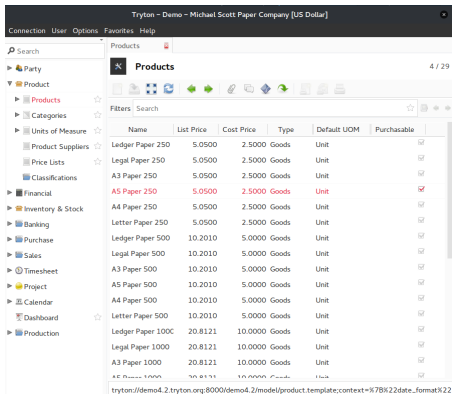 Tryton – Demo – Michael Scott Paper Company [US Dollar]
Connection User Options Favorites Help
Search
Party
Product
Products
Categories
Units of Measure
Product Suppliers
Price Lists
Classifications
Financial
Inventory & Stock
Banking
Purchase
Sales
Timesheet
Project
Calendar
Dashboard
Production
Products
Products 4 / 29
Filters Search
Name List Price Cost Price Type Default UOM Purchasable
Ledger Paper 250 5.0500 2.5000 Goods Unit
Legal Paper 250 5.0500 2.5000 Goods Unit
A3 Paper 250 5.0500 2.5000 Goods Unit
A5 Paper 250 5.0500 2.5000 Goods Unit
A4 Paper 250 5.0500 2.5000 Goods Unit
Letter Paper 250 5.0500 2.5000 Goods Unit
Ledger Paper 500 10.2010 5.0000 Goods Unit
Legal Paper 500 10.2010 5.0000 Goods Unit
A3 Paper 500 10.2010 5.0000 Goods Unit
A5 Paper 500 10.2010 5.0000 Goods Unit
A4 Paper 500 10.2010 5.0000 Goods Unit
Letter Paper 500 10.2010 5.0000 Goods Unit
Ledger Paper 1000 20.8121 10.0000 Goods Unit
Legal Paper 1000 20.8121 10.0000 Goods Unit
A3 Paper 1000 20.8121 10.0000 Goods Unit
A5 Paper 1000 20.8121 10.0000 Goods Unit
tryton://demo4.2.tryton.org:8000/demo4.2/model/product.template;context=%7B%22date_format%22